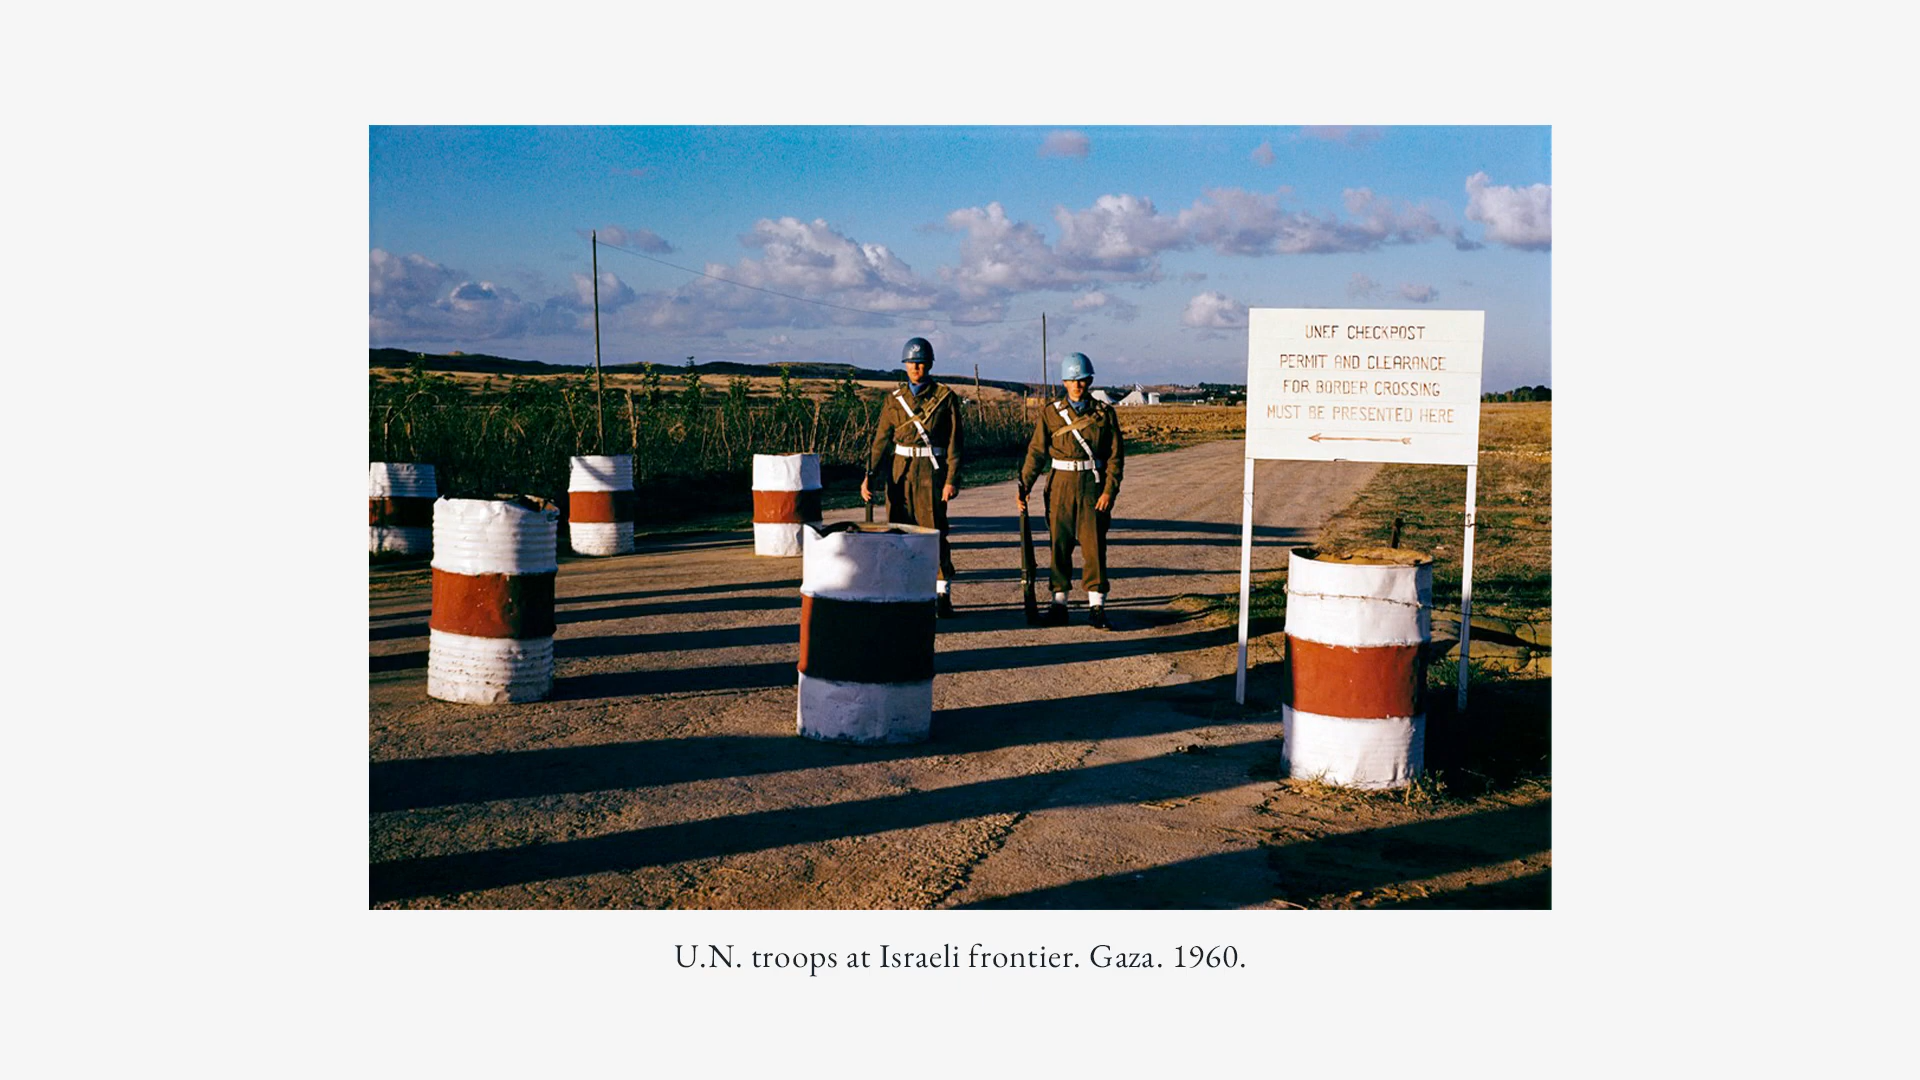 UNEF CHECKPOST
PERMIT AND CLEARANCE
FOR BORDER CROSSING
MUST BE PRESENTED HERE
U.N. troops at Israeli frontier. Gaza. 1960.